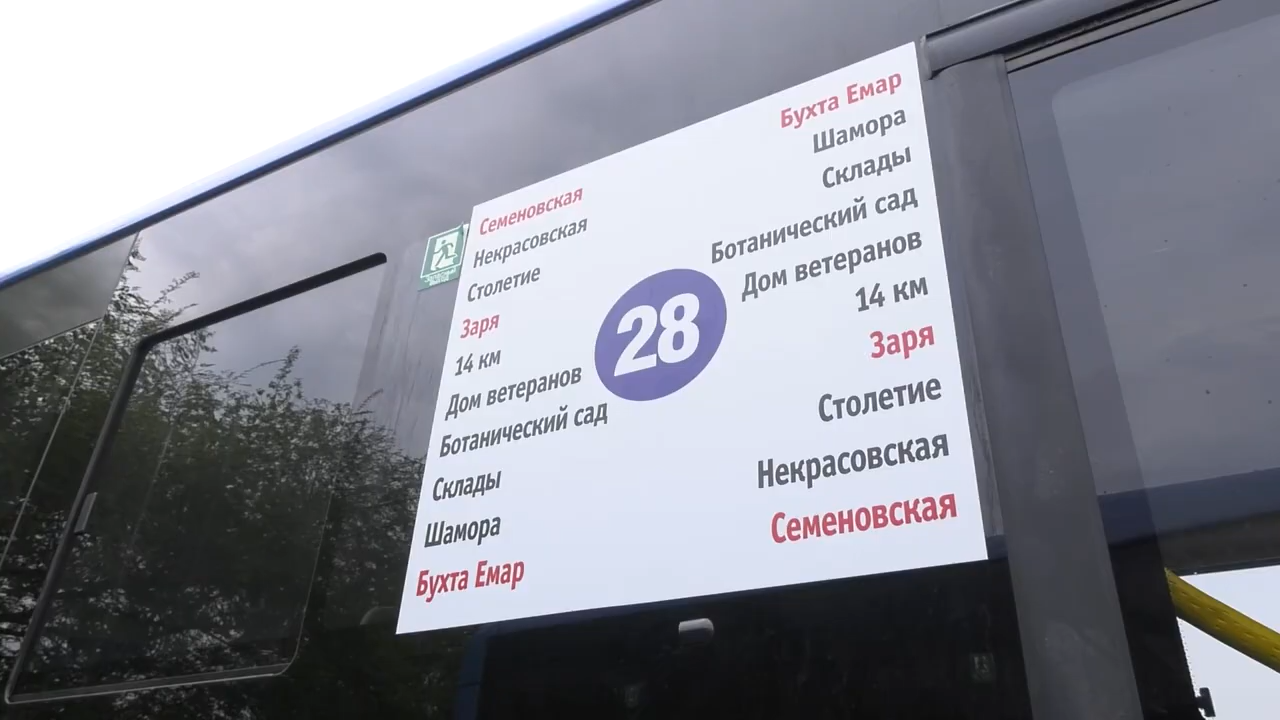 Семеновская
Некрасовская
Столетие
Заря
14 км
Дом ветеранов
Ботанический сад
Склады
Шамора
Бухта Емар
28
Бухта Емар
Шамора
Склады
Ботанический сад
Дом ветеранов
14 км
Заря
Столетие
Некрасовская
Семеновская